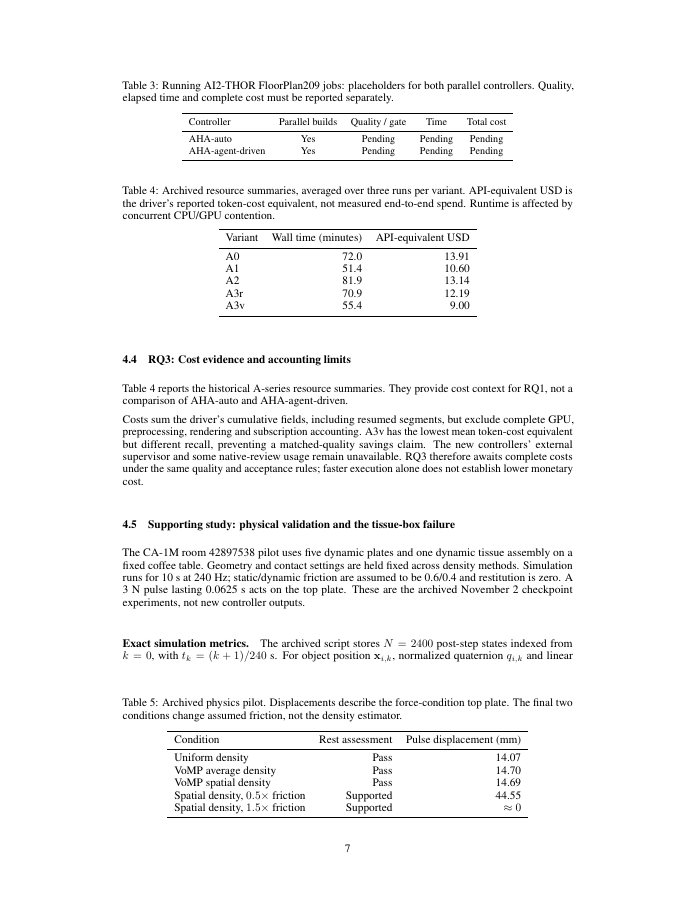 Table 3: Running AI2-THOR FloorPlan209 jobs: placeholders for both parallel controllers. Quality,
elapsed time and complete cost must be reported separately.
Controller Parallel builds Quality / gate Time Total cost
AHA-auto Yes Pending Pending Pending
AHA-agent-driven Yes Pending Pending Pending
Table 4: Archived resource summaries, averaged over three runs per variant. API-equivalent USD is
the driver's reported token-cost equivalent, not measured end-to-end spend. Runtime is affected by
concurrent CPU/GPU contention.
Variant Wall time (minutes) API-equivalent USD
A0 72.0 13.91
A1 51.4 10.60
A2 81.9 13.14
A3r 70.9 12.19
A3v 55.4 9.00
4.4 RQ3: Cost evidence and accounting limits
Table 4 reports the historical A-series resource summaries. They provide cost context for RQ1, not a
comparison of AHA-auto and AHA-agent-driven.
Costs sum the driver's cumulative fields, including resumed segments, but exclude complete GPU,
preprocessing, rendering and subscription accounting. A3v has the lowest mean token-cost equivalent
but different recall, preventing a matched-quality savings claim. The new controllers' external
supervisor and some native-review usage remain unavailable. RQ3 therefore awaits complete costs
under the same quality and acceptance rules; faster execution alone does not establish lower monetary
cost.
4.5 Supporting study: physical validation and the tissue-box failure
The CA-1M room 42897538 pilot uses five dynamic plates and one dynamic tissue assembly on a
fixed coffee table. Geometry and contact settings are held fixed across density methods. Simulation
runs for 10 s at 240 Hz; static/dynamic friction are assumed to be 0.6/0.4 and restitution is zero. A
3 N pulse lasting 0.0625 s acts on the top plate. These are the archived November 2 checkpoint
experiments, not new controller outputs.
Exact simulation metrics. The archived script stores N = 2400 post-step states indexed from
k = 0, with t_k = (k + 1)/240 s. For object position x_{i,k}, normalized quaternion q_{i,k} and linear
Table 5: Archived physics pilot. Displacements describe the force-condition top plate. The final two
conditions change assumed friction, not the density estimator.
Condition Rest assessment Pulse displacement (mm)
Uniform density Pass 14.07
VoMP average density Pass 14.70
VoMP spatial density Pass 14.69
Spatial density, 0.5× friction Supported 44.55
Spatial density, 1.5× friction Supported ≈ 0
7